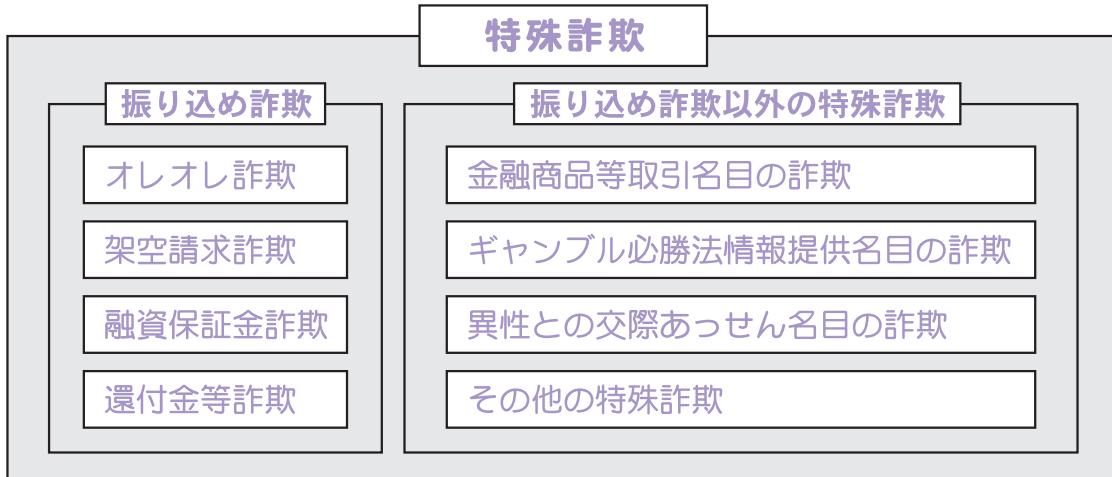 特殊詐欺
振り込め詐欺
オレオレ詐欺
架空請求詐欺
融資保証金詐欺
還付金等詐欺
振り込め詐欺以外の特殊詐欺
金融商品等取引名目の詐欺
ギャンブル必勝法情報提供名目の詐欺
異性との交際あっせん名目の詐欺
その他の特殊詐欺